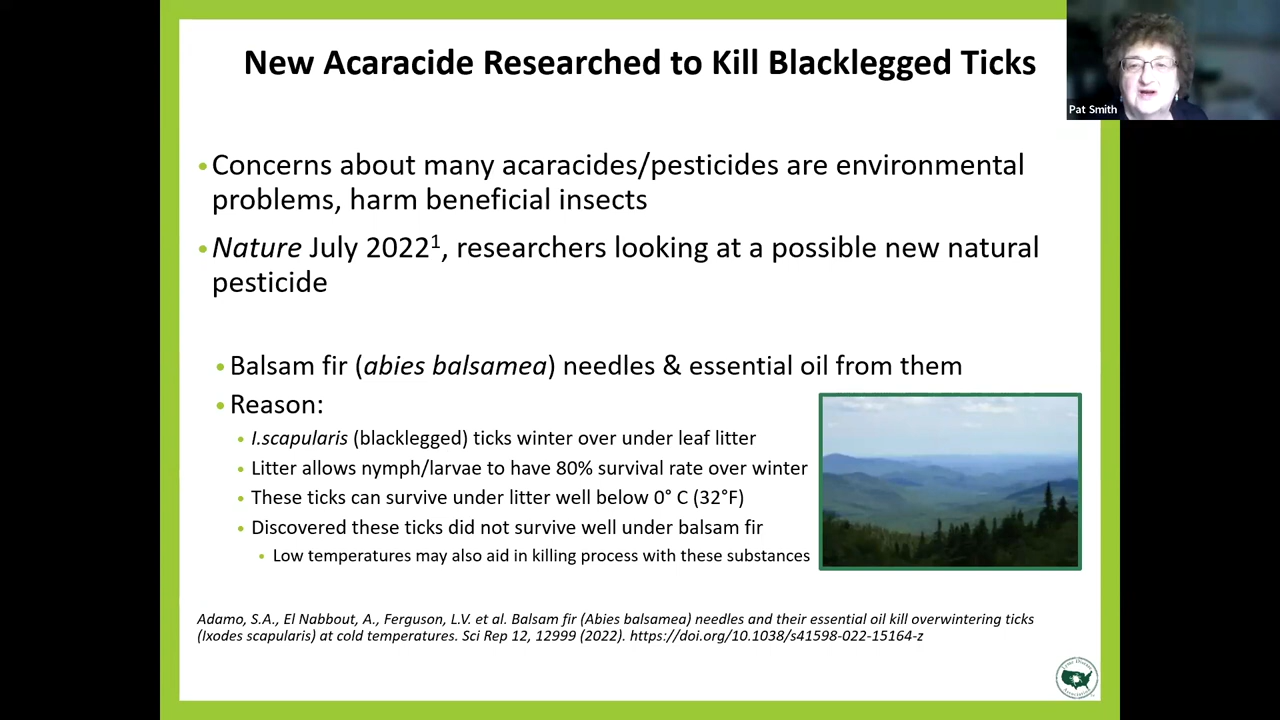 New Acaracide Researched to Kill Blacklegged Ticks
Pat Smith
•Concerns about many acaracides/pesticides are environmental
problems, harm beneficial insects
•Nature July 2022¹, researchers looking at a possible new natural
pesticide
•Balsam fir (abies balsamea) needles & essential oil from them
•Reason:
•I.scapularis (blacklegged) ticks winter over under leaf litter
•Litter allows nymph/larvae to have 80% survival rate over winter
•These ticks can survive under litter well below 0° C (32°F)
•Discovered these ticks did not survive well under balsam fir
•Low temperatures may also aid in killing process with these substances
Adamo, S.A., El Nabbout, A., Ferguson, L.V. et al. Balsam fir (Abies balsamea) needles and their essential oil kill overwintering ticks
(Ixodes scapularis) at cold temperatures. Sci Rep 12, 12999 (2022). https://doi.org/10.1038/s41598-022-15164-z
Lyme Disease
Association